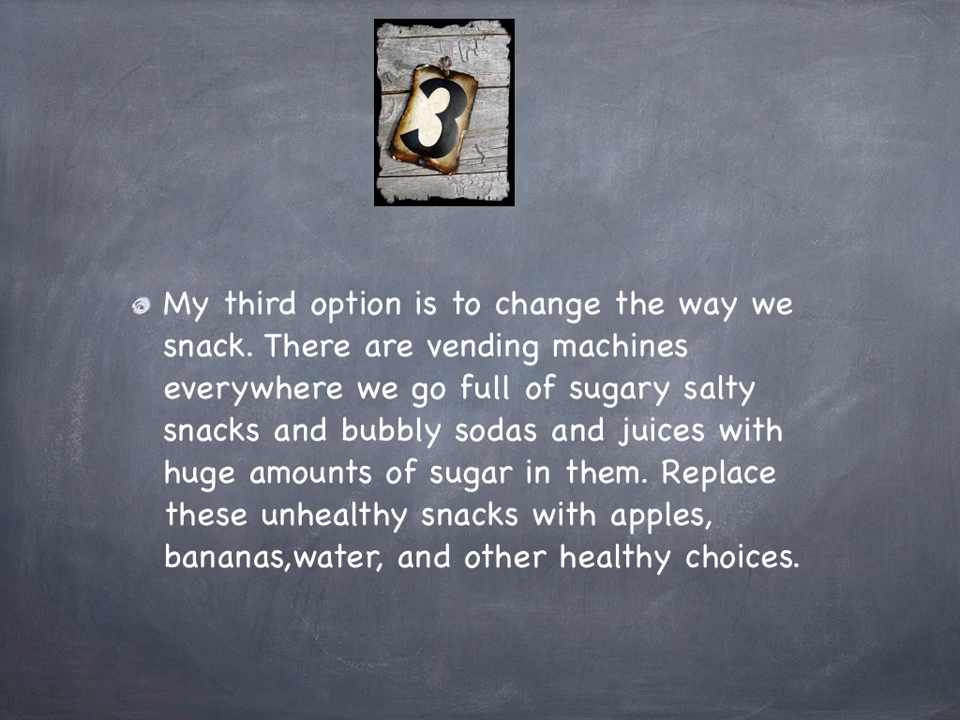 3
My third option is to change the way we
snack. There are vending machines
everywhere we go full of sugary salty
snacks and bubbly sodas and juices with
huge amounts of sugar in them. Replace
these unhealthy snacks with apples,
bananas,water, and other healthy choices.